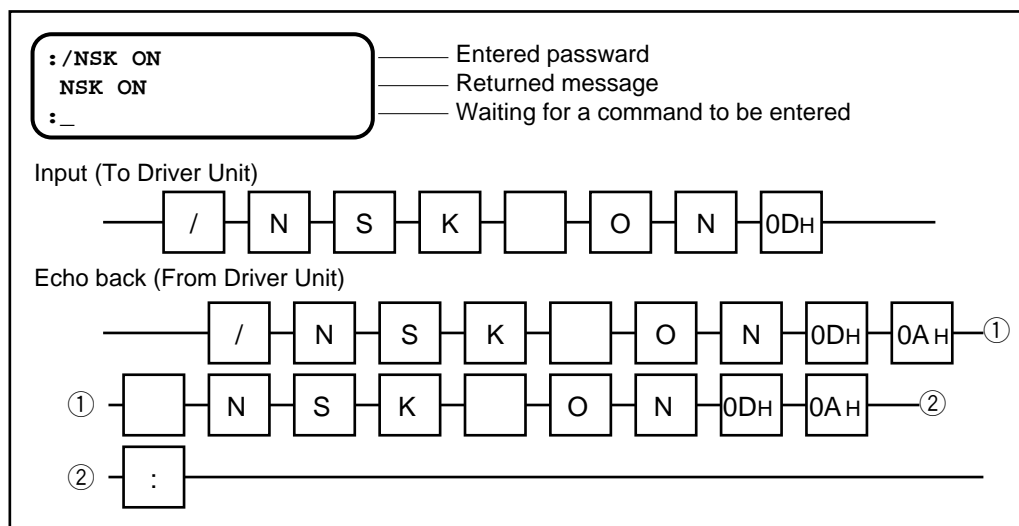 :/NSK ON
Entered passward
NSK ON
Returned message
:_
Waiting for a command to be entered
Input (To Driver Unit)
/ N S K O N 0DH
Echo back (From Driver Unit)
/ N S K O N 0DH 0AH ①
① N S K O N 0DH 0AH ②
② :